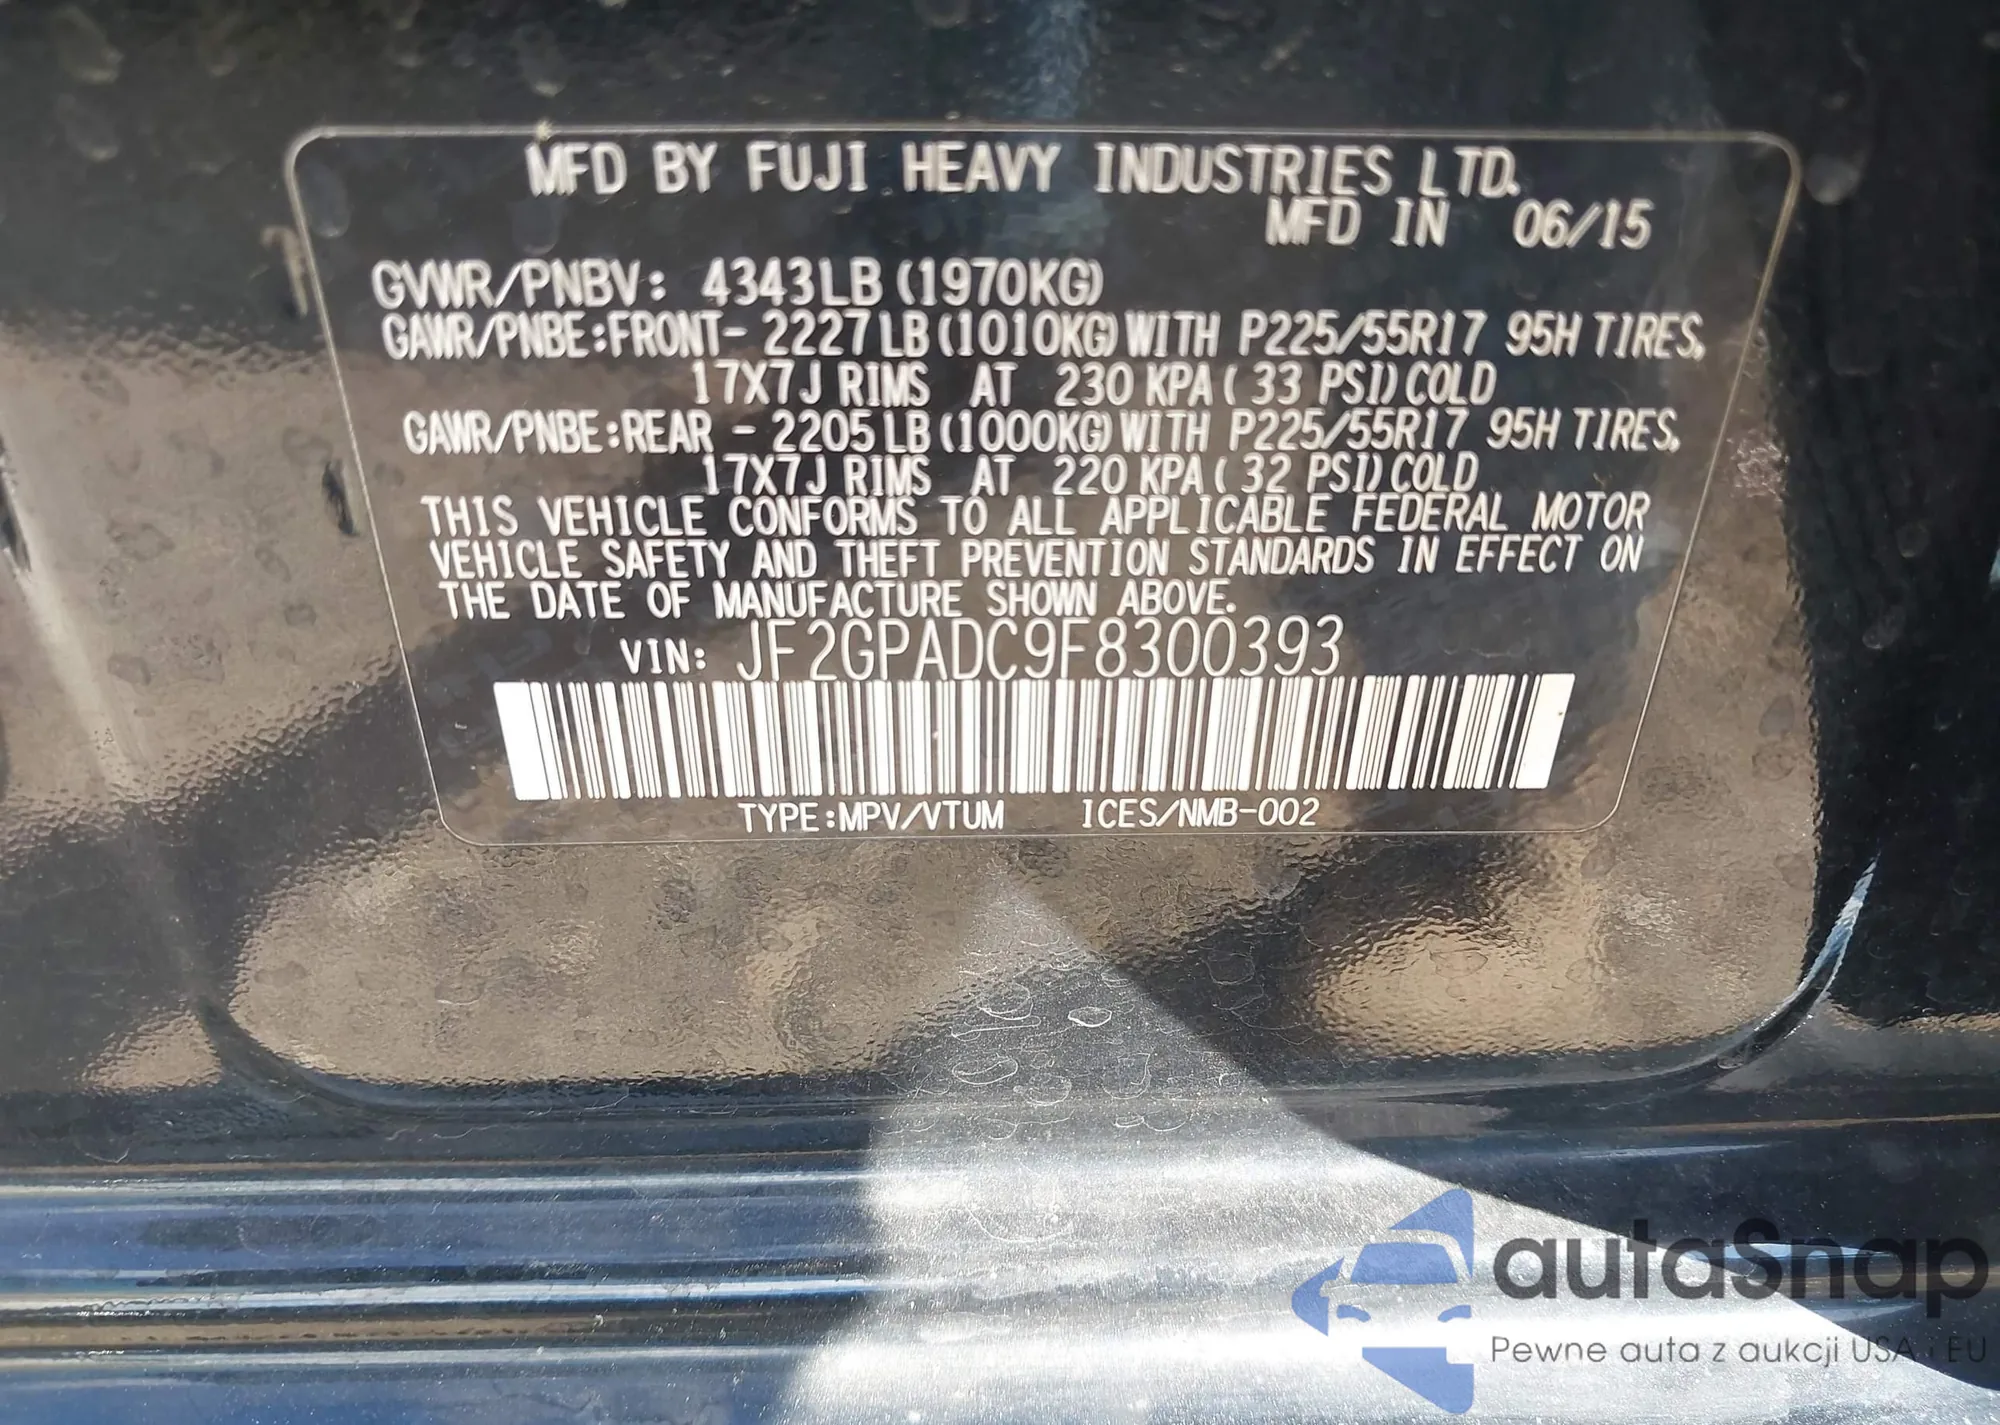 MFD BY FUJI HEAVY INDUSTRIES LTD.
MFD IN 06/15
GVWR/PNBV: 4343LB (1970KG)
GAWR/PNBE:FRONT- 2227LB(1010KG)WITH P225/55R17 95H TIRES,
17X7J RIMS AT 230 KPA( 33 PSI)COLD
GAWR/PNBE:REAR - 2205LB(1000KG)WITH P225/55R17 95H TIRES,
17X7J RIMS AT 220 KPA( 32 PSI)COLD
THIS VEHICLE CONFORMS TO ALL APPLICABLE FEDERAL MOTOR
VEHICLE SAFETY AND THEFT PREVENTION STANDARDS IN EFFECT ON
THE DATE OF MANUFACTURE SHOWN ABOVE.
VIN: JF2GPADC9F8300393
TYPE:MPV/VTUM ICES/NMB-002
autaSnap
Pewne auta z aukcji USA i EU